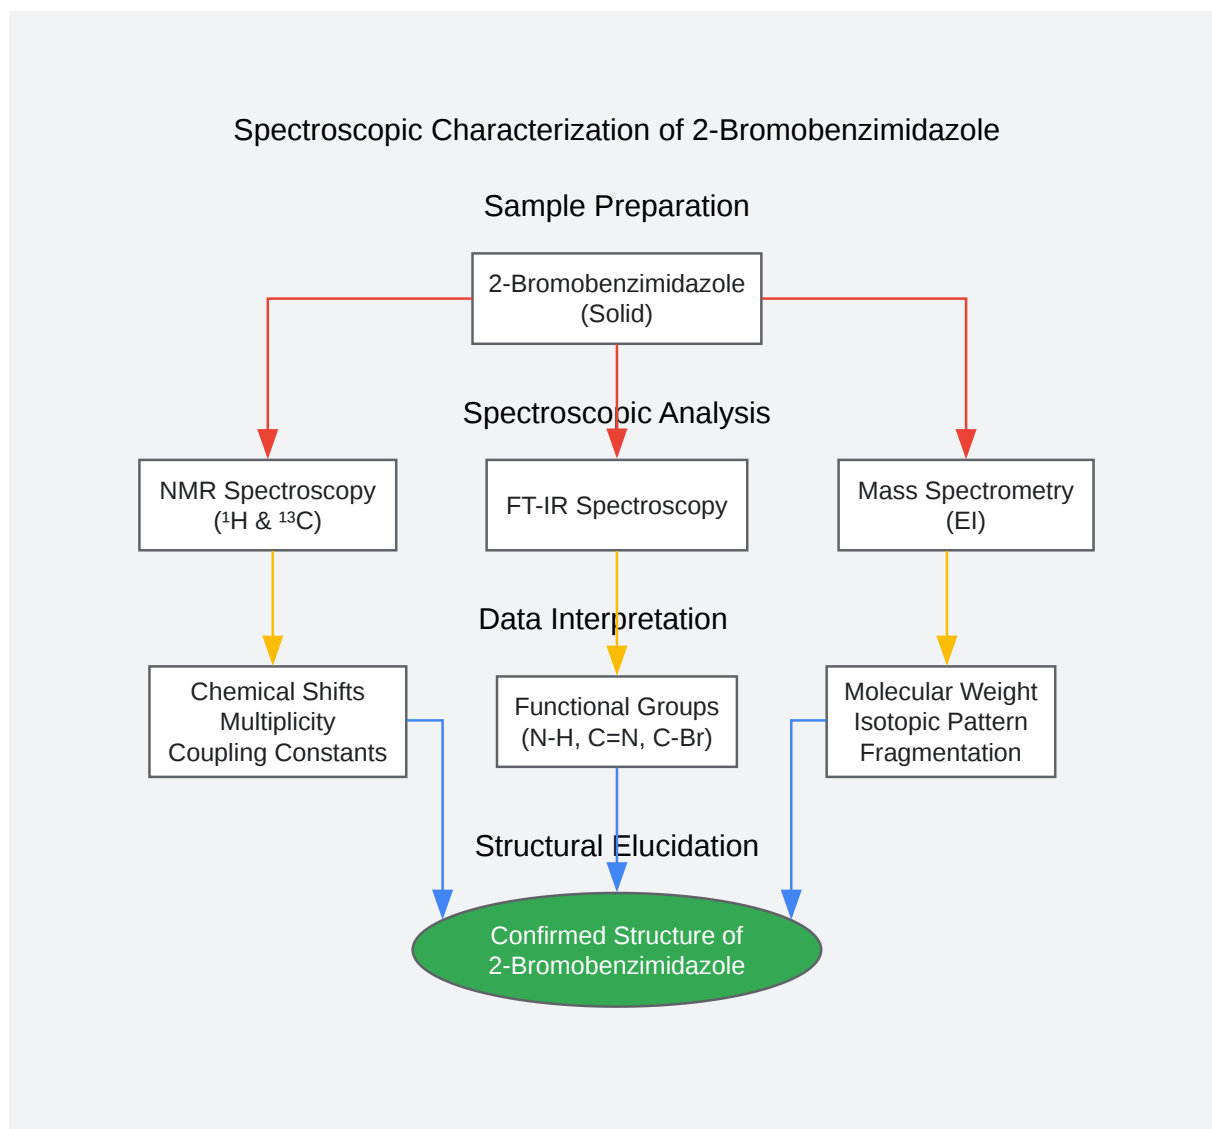 Spectroscopic Characterization of 2-Bromobenzimidazole
Sample Preparation
2-Bromobenzimidazole
(Solid)
Spectroscopic Analysis
NMR Spectroscopy
(¹H & ¹³C)
FT-IR Spectroscopy
Mass Spectrometry
(EI)
Data Interpretation
Chemical Shifts
Multiplicity
Coupling Constants
Functional Groups
(N-H, C=N, C-Br)
Molecular Weight
Isotopic Pattern
Fragmentation
Structural Elucidation
Confirmed Structure of
2-Bromobenzimidazole